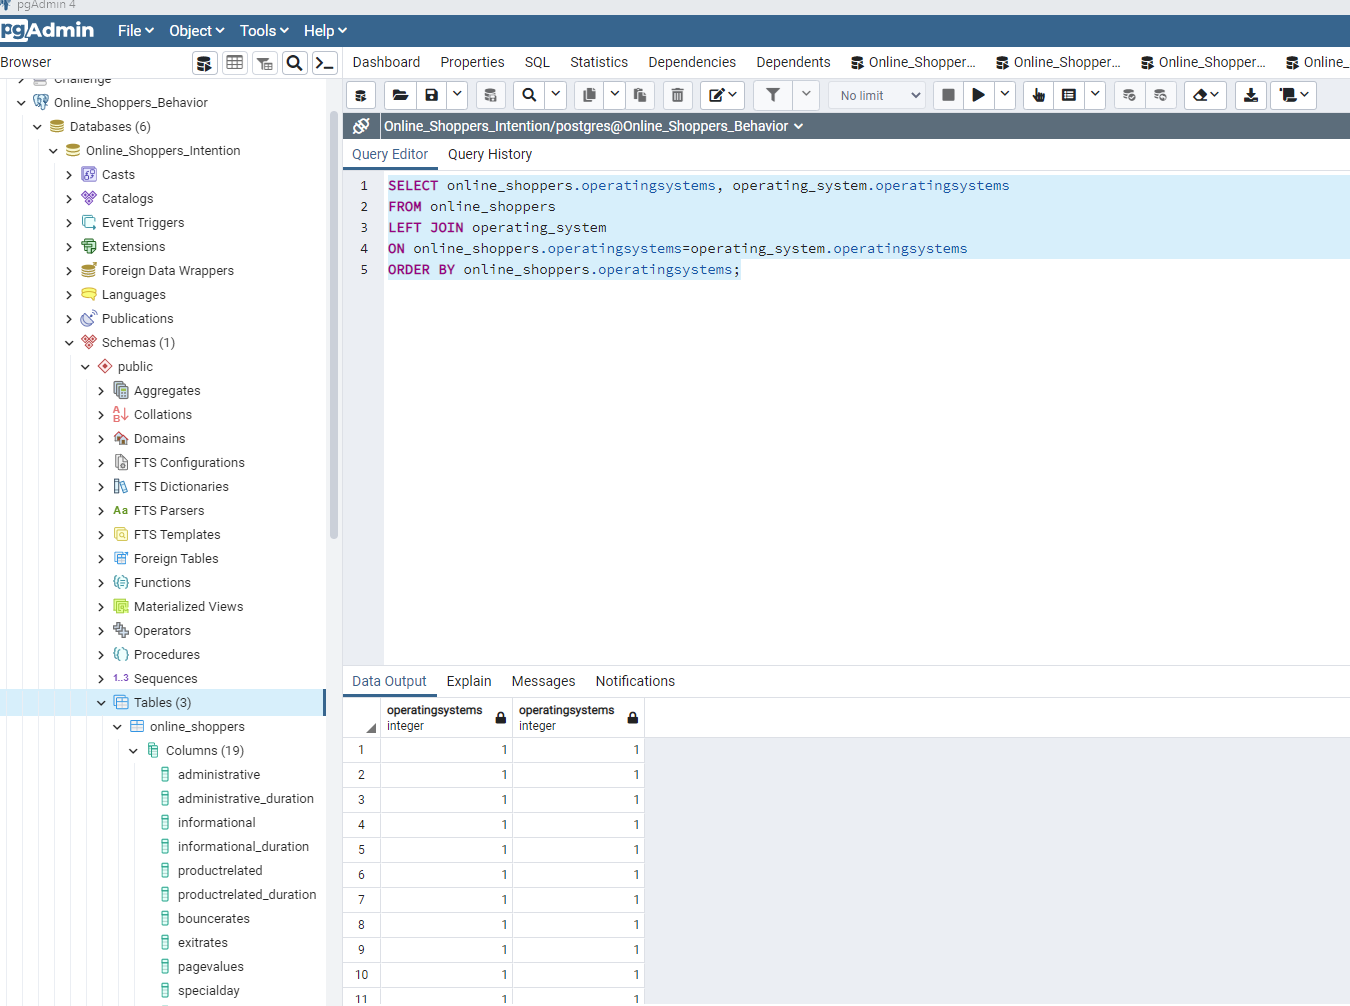 pgAdmin 4
pgAdmin File Object Tools Help
Browser
Dashboard Properties SQL Statistics Dependencies Dependents Online_Shopper... Online_Shopper... Online_Shopper... Online_
No limit
Online_Shoppers_Intention/postgres@Online_Shoppers_Behavior
Query Editor Query History
1 SELECT online_shoppers.operatingsystems, operating_system.operatingsystems
2 FROM online_shoppers
3 LEFT JOIN operating_system
4 ON online_shoppers.operatingsystems=operating_system.operatingsystems
5 ORDER BY online_shoppers.operatingsystems;
Challenge
Online_Shoppers_Behavior
Databases (6)
Online_Shoppers_Intention
Casts
Catalogs
Event Triggers
Extensions
Foreign Data Wrappers
Languages
Publications
Schemas (1)
public
Aggregates
Collations
Domains
FTS Configurations
FTS Dictionaries
Aa FTS Parsers
FTS Templates
Foreign Tables
Functions
Materialized Views
Operators
Procedures
1..3 Sequences
Tables (3)
online_shoppers
Columns (19)
administrative
administrative_duration
informational
informational_duration
productrelated
productrelated_duration
bouncerates
exitrates
pagevalues
specialday
Data Output Explain Messages Notifications
operatingsystems operatingsystems
integer integer
1 1 1
2 1 1
3 1 1
4 1 1
5 1 1
6 1 1
7 1 1
8 1 1
9 1 1
10 1 1
11 1 1